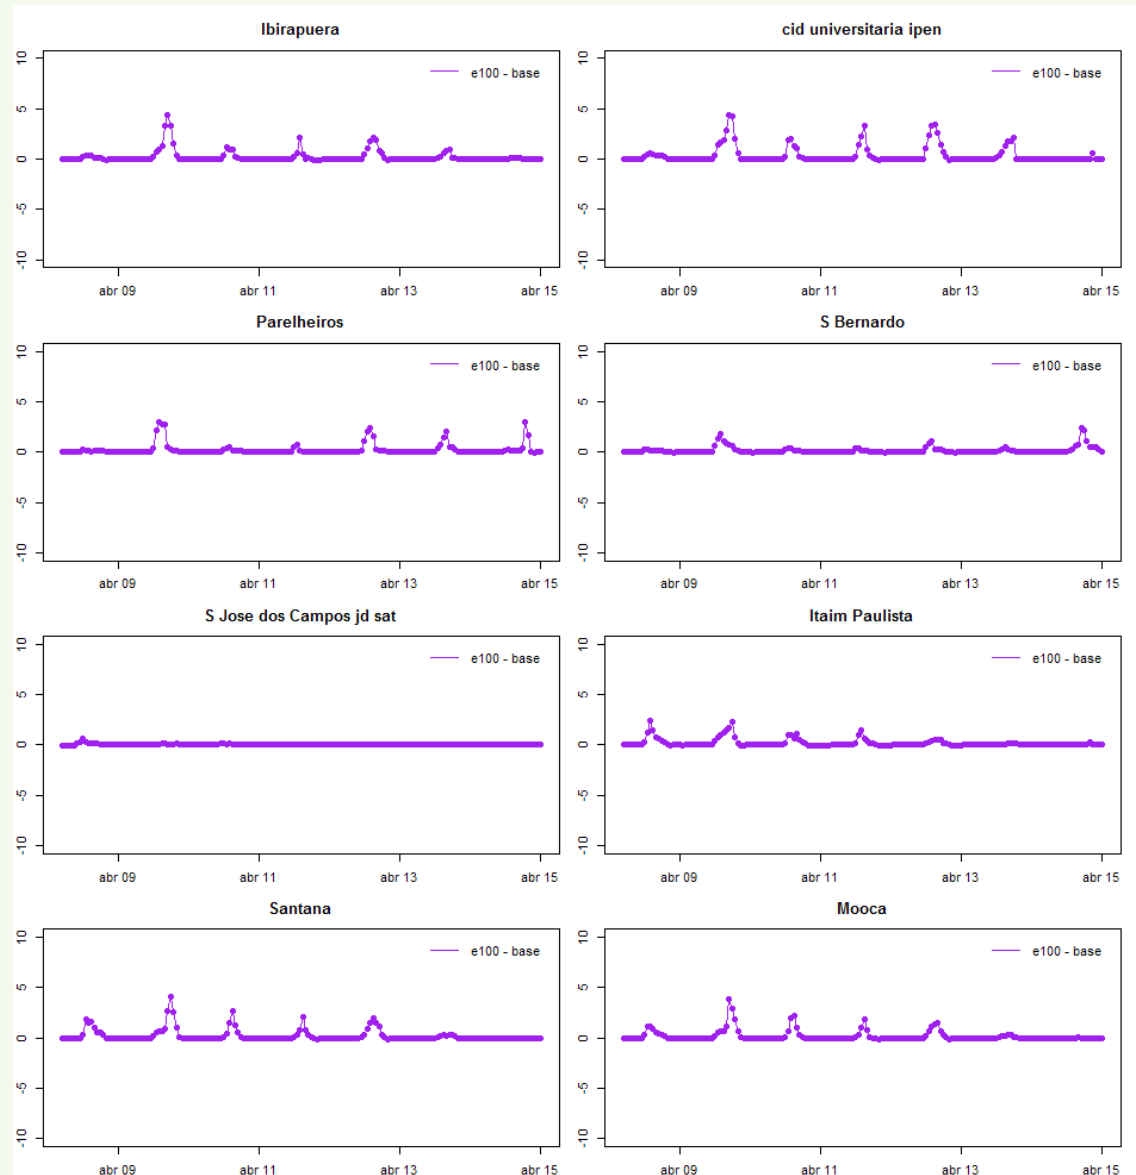 Ibirapuera
10
5
0
-5
-10
e100 - base
abr 09 abr 11 abr 13 abr 15
cid universitaria ipen
10
5
0
-5
-10
e100 - base
abr 09 abr 11 abr 13 abr 15
Parelheiros
10
5
0
-5
-10
e100 - base
abr 09 abr 11 abr 13 abr 15
S Bernardo
10
5
0
-5
-10
e100 - base
abr 09 abr 11 abr 13 abr 15
S Jose dos Campos jd sat
10
5
0
-5
-10
e100 - base
abr 09 abr 11 abr 13 abr 15
Itaim Paulista
10
5
0
-5
-10
e100 - base
abr 09 abr 11 abr 13 abr 15
Santana
10
5
0
-5
-10
e100 - base
abr 09 abr 11 abr 13 abr 15
Mooca
10
5
0
-5
-10
e100 - base
abr 09 abr 11 abr 13 abr 15